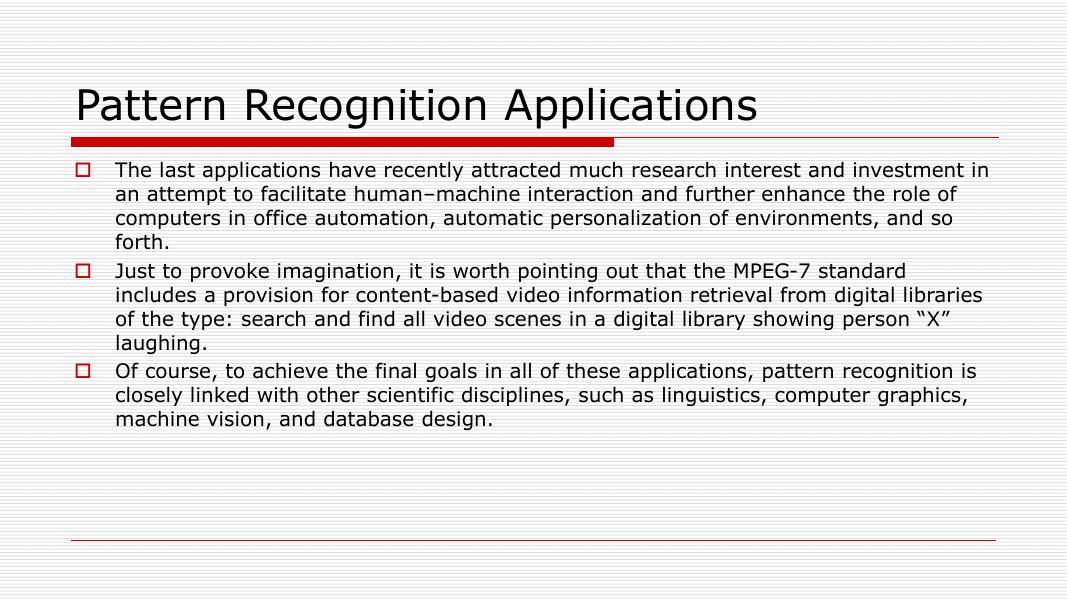 Pattern Recognition Applications
The last applications have recently attracted much research interest and investment in
an attempt to facilitate human–machine interaction and further enhance the role of
computers in office automation, automatic personalization of environments, and so
forth.
Just to provoke imagination, it is worth pointing out that the MPEG-7 standard
includes a provision for content-based video information retrieval from digital libraries
of the type: search and find all video scenes in a digital library showing person “X”
laughing.
Of course, to achieve the final goals in all of these applications, pattern recognition is
closely linked with other scientific disciplines, such as linguistics, computer graphics,
machine vision, and database design.